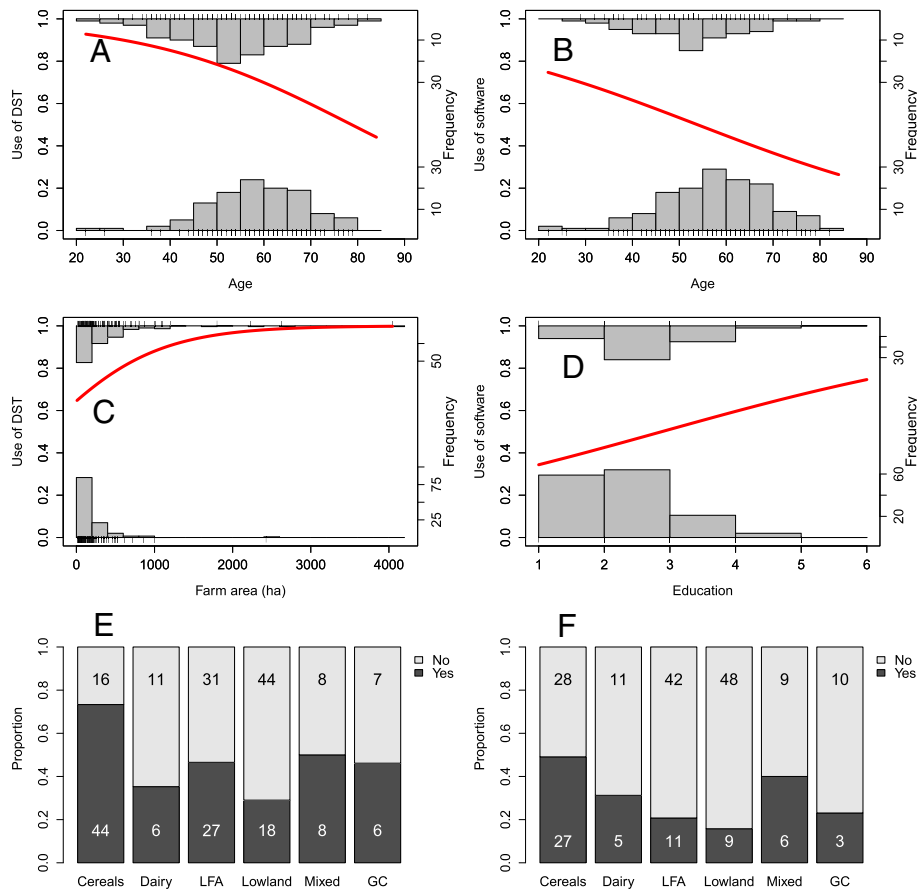 A
Use of DST
0.0 0.2 0.4 0.6 0.8 1.0
10 30 30 10
Frequency
20 30 40 50 60 70 80 90
Age
B
Use of software
0.0 0.2 0.4 0.6 0.8 1.0
10 30 30 10
Frequency
20 30 40 50 60 70 80 90
Age
C
Use of DST
0.0 0.2 0.4 0.6 0.8 1.0
50 75 25
Frequency
0 1000 2000 3000 4000
Farm area (ha)
D
Use of software
0.0 0.2 0.4 0.6 0.8 1.0
30 60 20
Frequency
1 2 3 4 5 6
Education
E
Proportion
0.0 0.2 0.4 0.6 0.8 1.0
16 11 31 44 8 7
44 6 27 18 8 6
Cereals Dairy LFA Lowland Mixed GC
No
Yes
F
Proportion
0.0 0.2 0.4 0.6 0.8 1.0
28 11 42 48 9 10
27 5 11 9 6 3
Cereals Dairy LFA Lowland Mixed GC
No
Yes